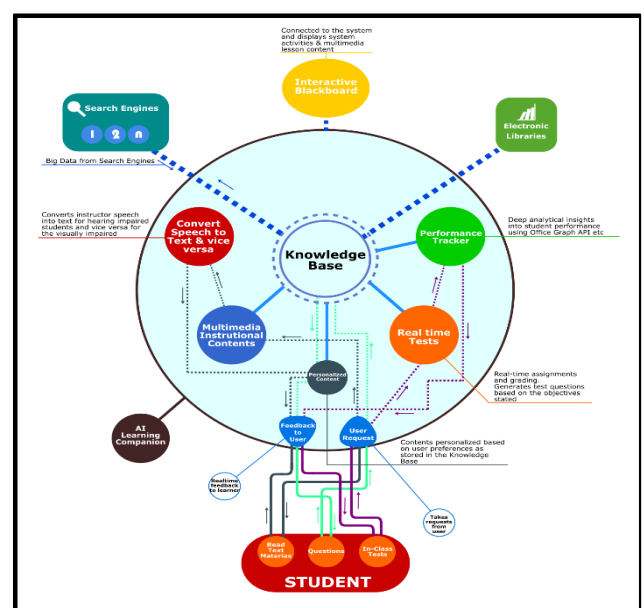 Connected to the system
and displays system
activities & multimedia
lesson content
Interactive
Blackboard
Search Engines
1 2 n
Electronic
Libraries
Big Data from Search Engines
Converts instructor speech
into text for hearing impaired
students and vice versa for
the visually impaired
Convert
Speech to
Text & vice
versa
Performance
Tracker
Deep analytical insights
into student performance
using Office Graph API etc
Knowledge
Base
Multimedia
Instrutional
Contents
Real time
Tests
Personalized
Content
Real-time assignments
and grading.
Generates test questions
based on the objectives
stated
AI
Learning
Companion
Feedback
to
User
User
Request
Contents personalized based
on user preferences as
stored in the Knowledge
Base
Realtime
feedback
to learner
Takes
requests
from
user
Read
Text
Materias
Questions
In-Class
Tests
STUDENT